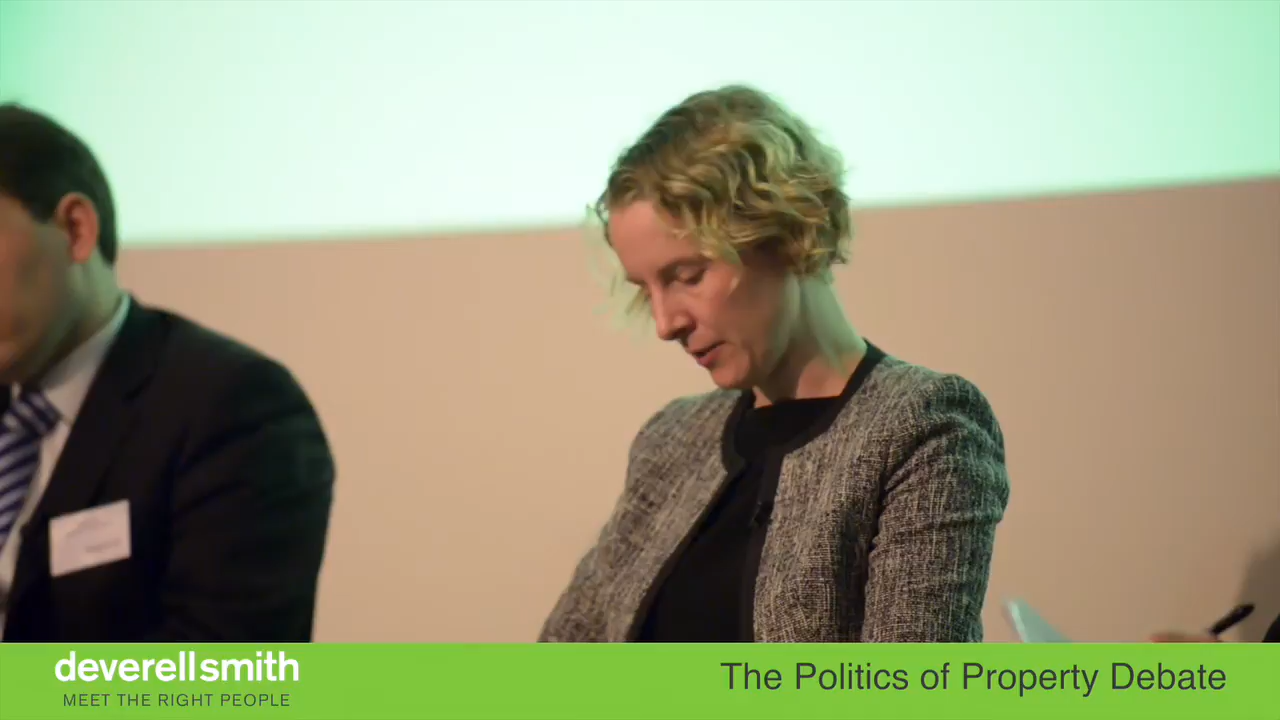 deverellsmith
MEET THE RIGHT PEOPLE
The Politics of Property Debate